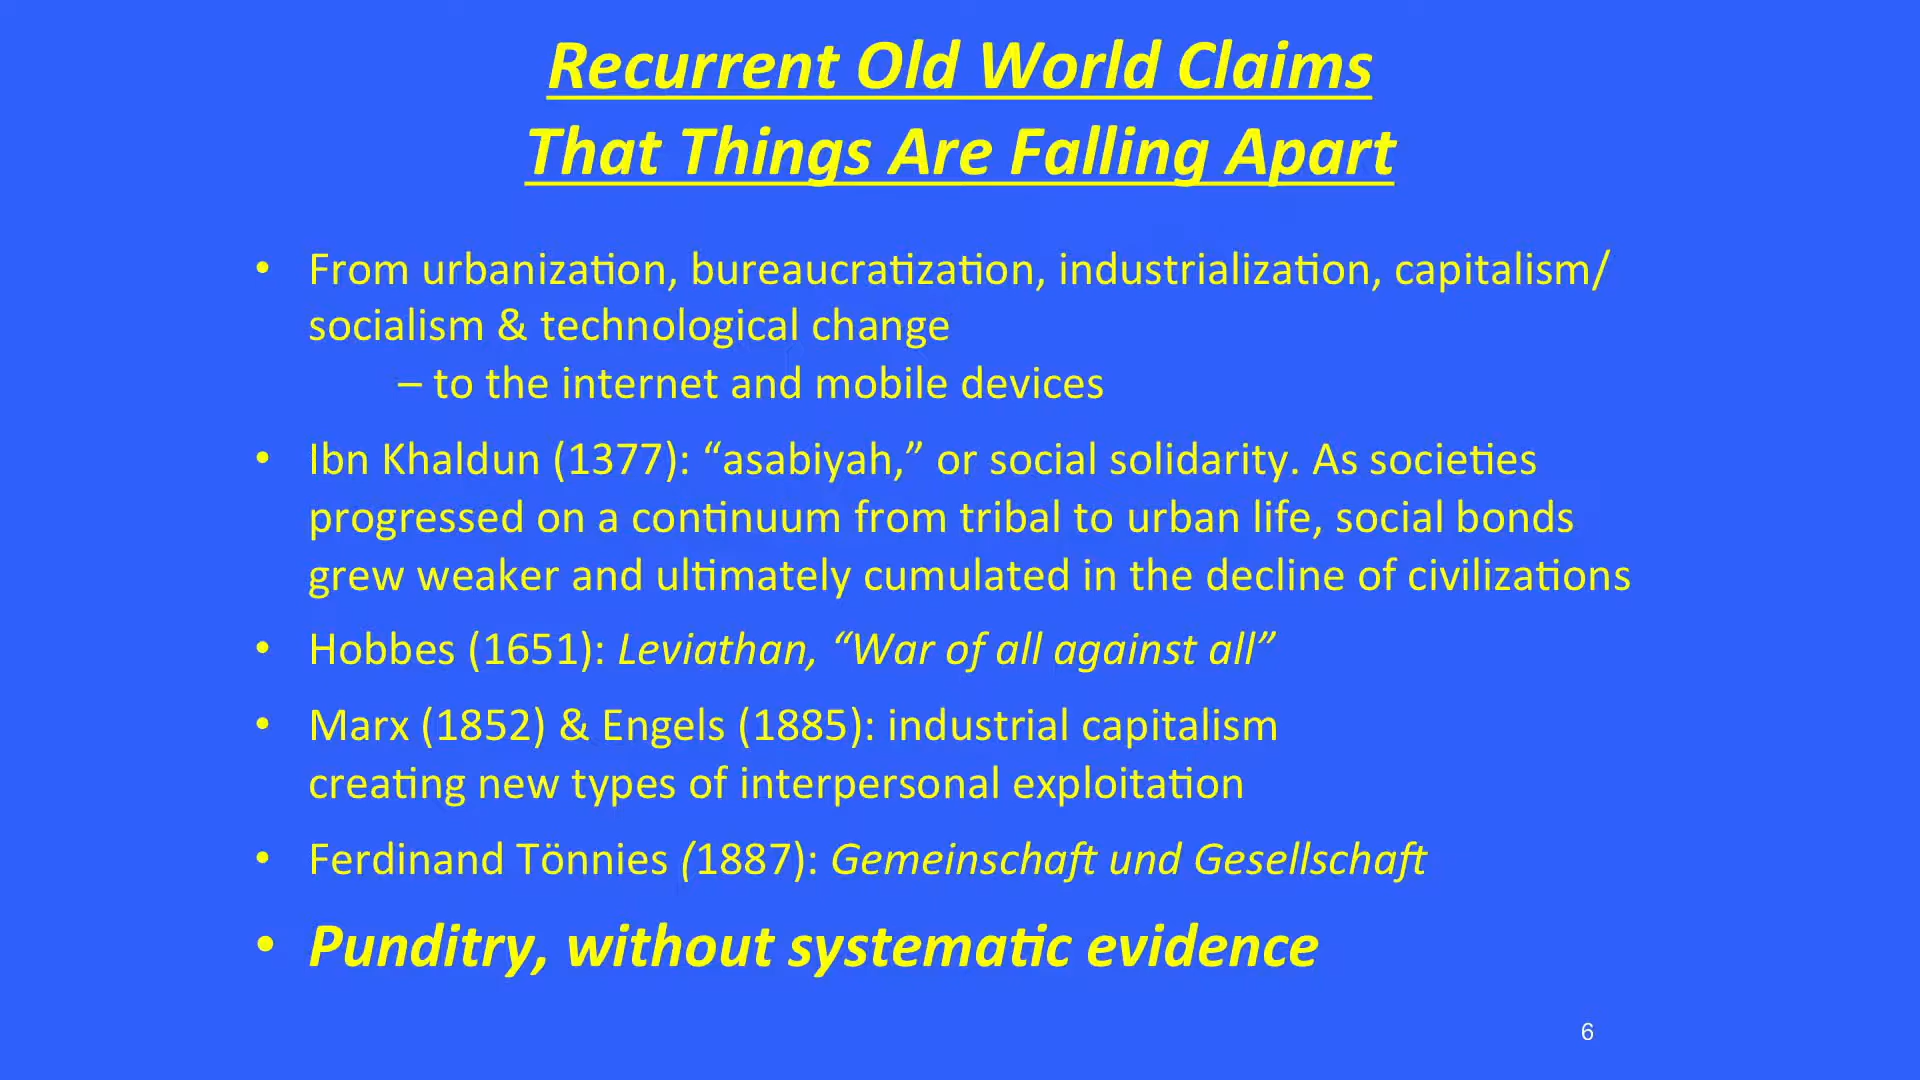 Recurrent Old World Claims
That Things Are Falling Apart
• From urbanization, bureaucratization, industrialization, capitalism/
socialism & technological change
– to the internet and mobile devices
• Ibn Khaldun (1377): “asabiyah,” or social solidarity. As societies
progressed on a continuum from tribal to urban life, social bonds
grew weaker and ultimately cumulated in the decline of civilizations
• Hobbes (1651): Leviathan, “War of all against all”
• Marx (1852) & Engels (1885): industrial capitalism
creating new types of interpersonal exploitation
• Ferdinand Tönnies (1887): Gemeinschaft und Gesellschaft
• Punditry, without systematic evidence
6